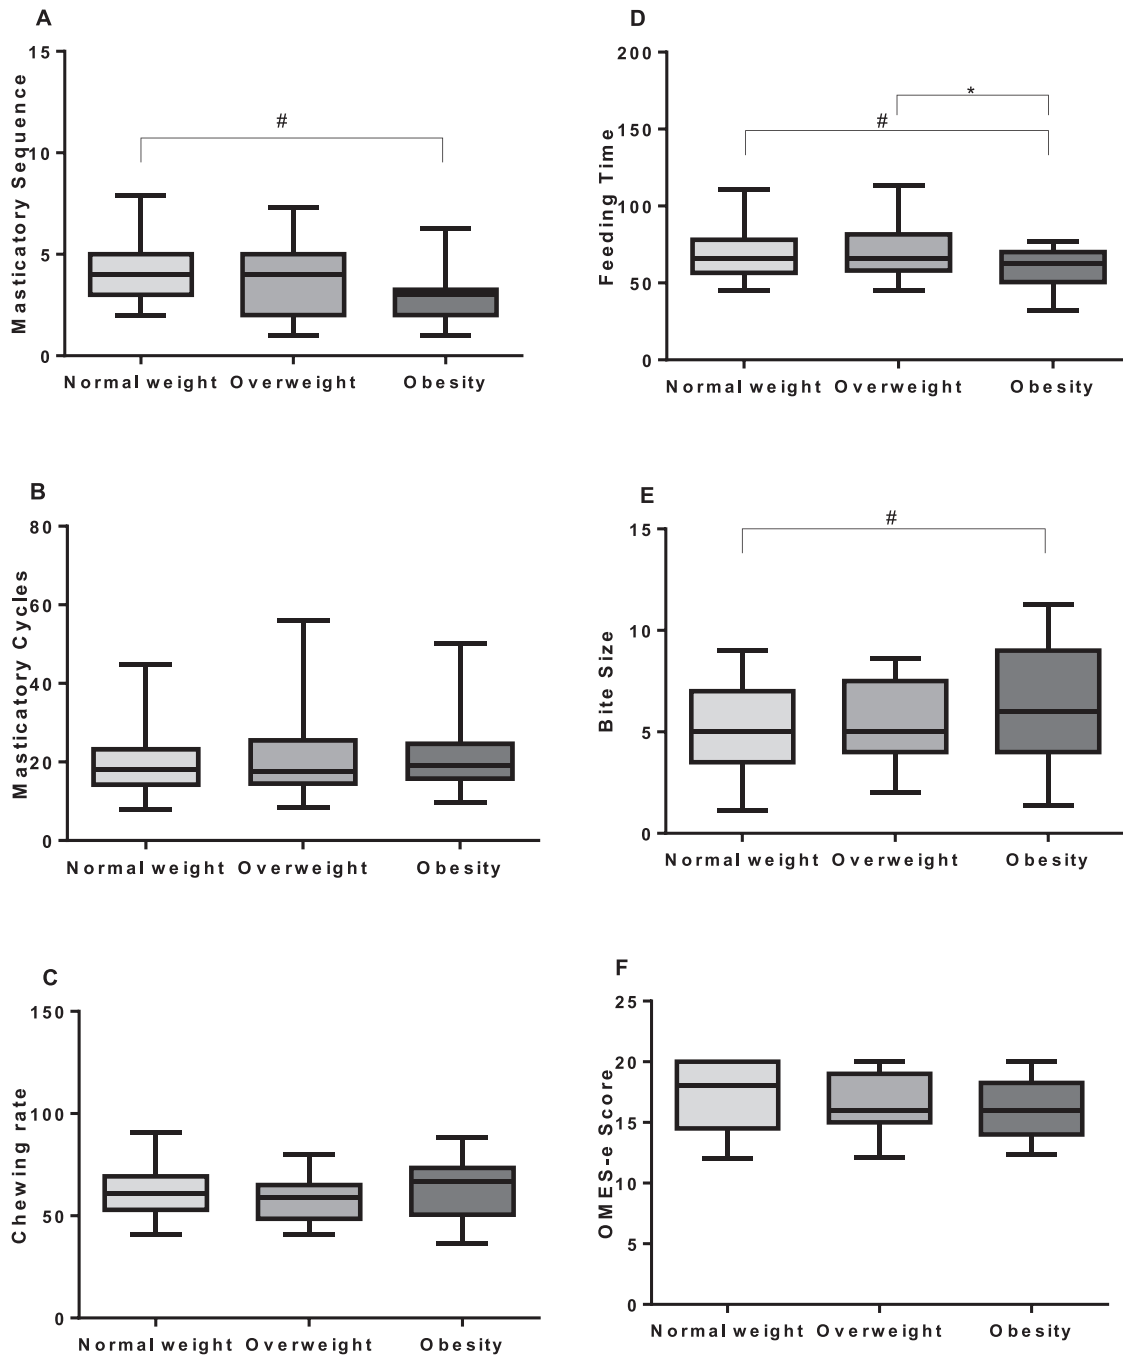 A
Masticatory Sequence
15
10
5
0
#
Normal weight
Overweight
Obesity
D
Feeding Time
200
150
100
50
0
*
#
Normal weight
Overweight
Obesity
B
Masticatory Cycles
80
60
40
20
0
Normal weight
Overweight
Obesity
E
Bite Size
15
10
5
0
#
Normal weight
Overweight
Obesity
C
Chewing rate
150
100
50
0
Normal weight
Overweight
Obesity
F
OMES-e Score
25
20
15
10
5
0
Normal weight
Overweight
Obesity